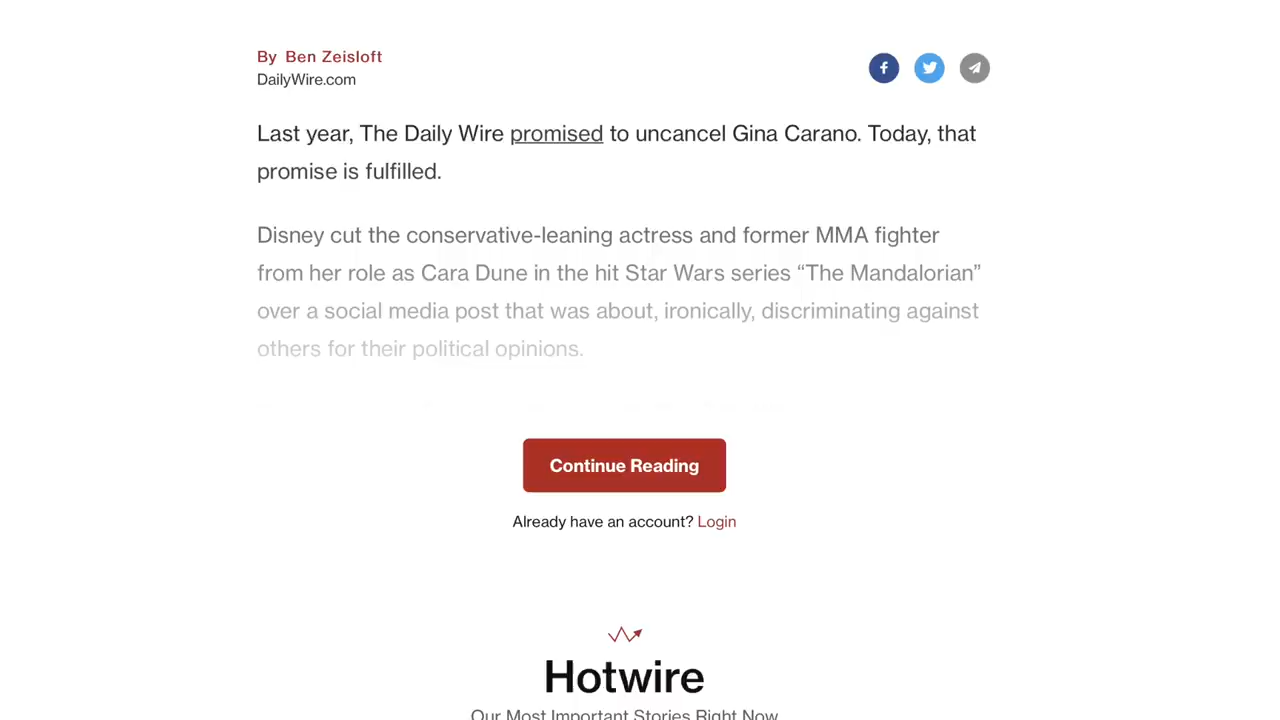 By Ben Zeisloft
DailyWire.com
Last year, The Daily Wire promised to uncancel Gina Carano. Today, that
promise is fulfilled.
Disney cut the conservative-leaning actress and former MMA fighter
from her role as Cara Dune in the hit Star Wars series “The Mandalorian”
over a social media post that was about, ironically, discriminating against
others for their political opinions.
Continue Reading
Already have an account? Login
Hotwire
Our Most Important Stories Right Now